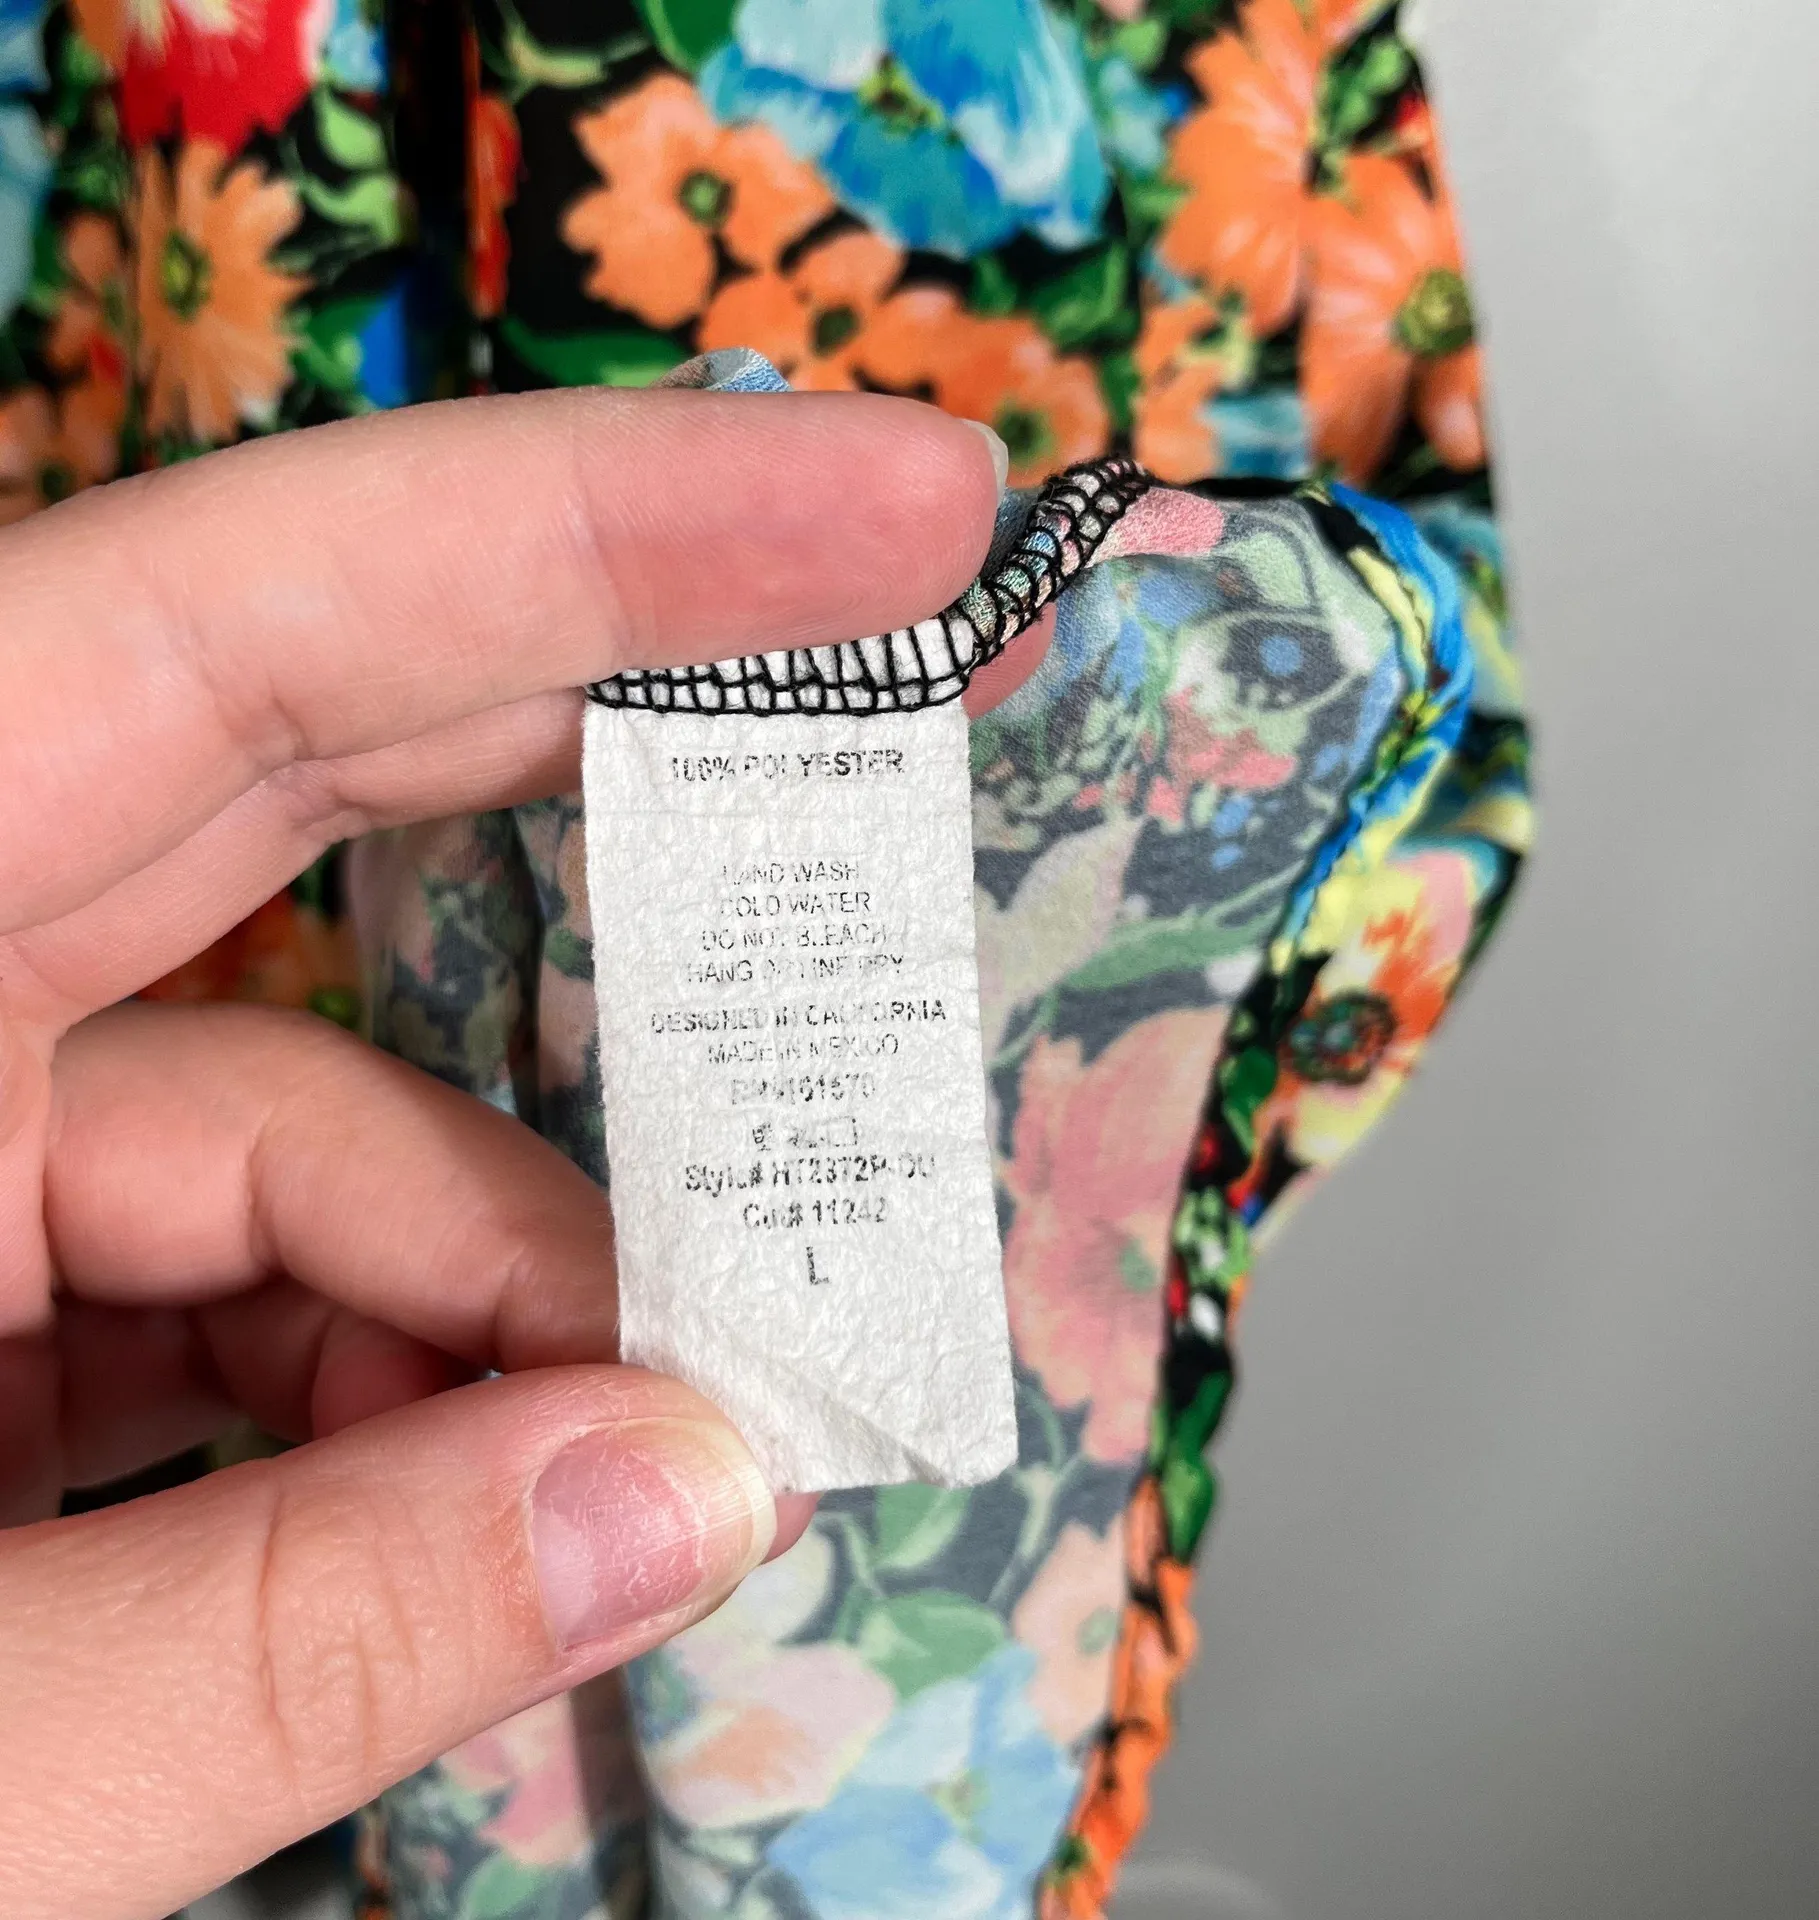 100% POLYESTER
HAND WASH
COLD WATER
DO NOT BLEACH
HANG OR LINE DRY
DESIGNED IN CALIFORNIA
MADE IN MEXICO
Style# HT2372P-DU
Cut# 11242
L